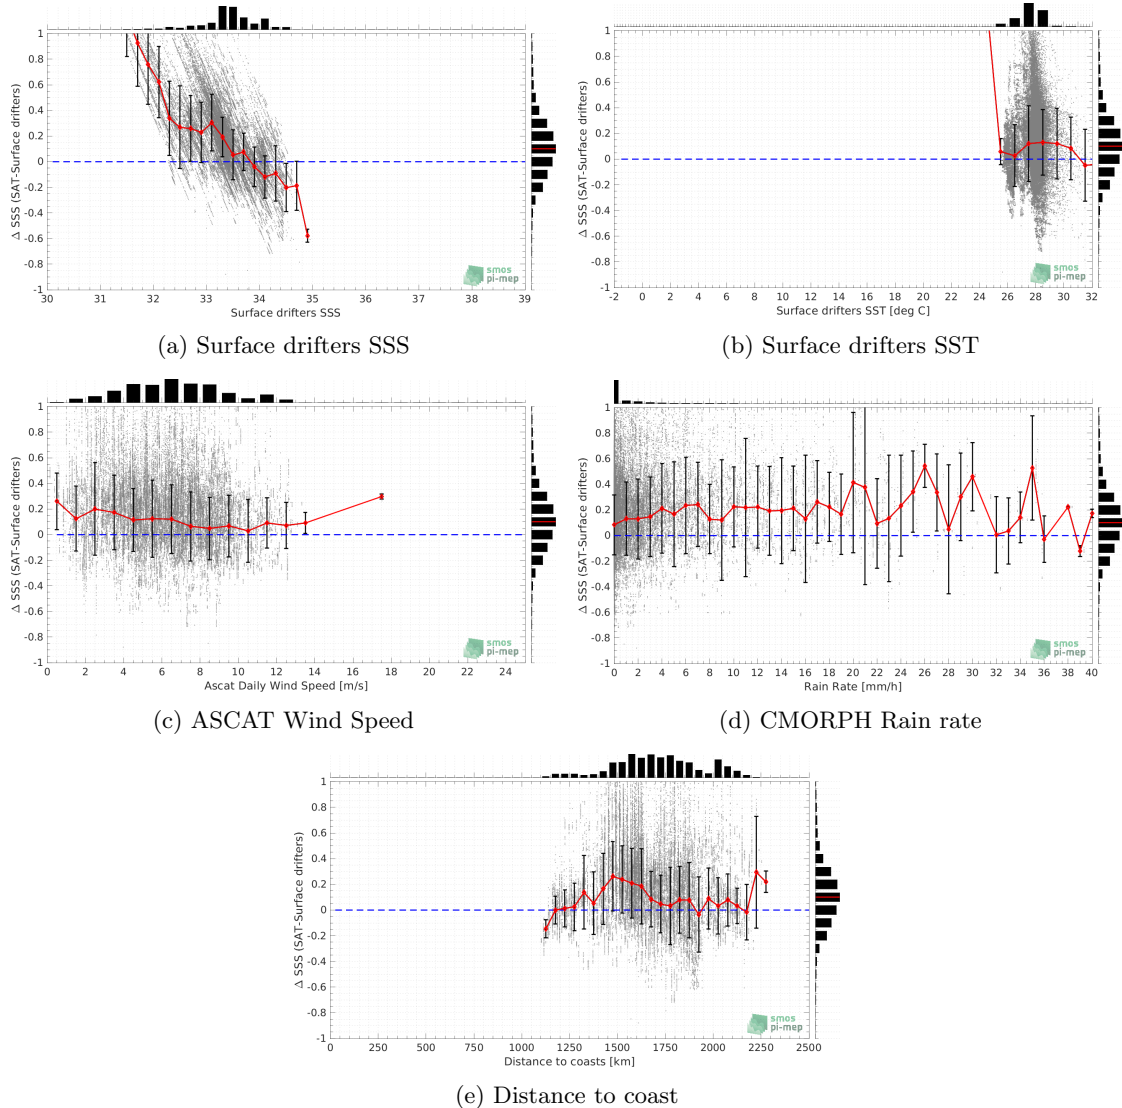 Δ SSS (SAT-Surface drifters)
1
0.8
0.6
0.4
0.2
0
-0.2
-0.4
-0.6
-0.8
-1
30 31 32 33 34 35 36 37 38 39
Surface drifters SSS
smos
pi-mep
(a) Surface drifters SSS
Δ SSS (SAT-Surface drifters)
1
0.8
0.6
0.4
0.2
0
-0.2
-0.4
-0.6
-0.8
-1
-2 0 2 4 6 8 10 12 14 16 18 20 22 24 26 28 30 32
Surface drifters SST [deg C]
smos
pi-mep
(b) Surface drifters SST
Δ SSS (SAT-Surface drifters)
1
0.8
0.6
0.4
0.2
0
-0.2
-0.4
-0.6
-0.8
-1
0 2 4 6 8 10 12 14 16 18 20 22 24
Ascat Daily Wind Speed [m/s]
smos
pi-mep
(c) ASCAT Wind Speed
Δ SSS (SAT-Surface drifters)
1
0.8
0.6
0.4
0.2
0
-0.2
-0.4
-0.6
-0.8
-1
0 2 4 6 8 10 12 14 16 18 20 22 24 26 28 30 32 34 36 38 40
Rain Rate [mm/h]
smos
pi-mep
(d) CMORPH Rain rate
Δ SSS (SAT-Surface drifters)
1
0.8
0.6
0.4
0.2
0
-0.2
-0.4
-0.6
-0.8
-1
0 250 500 750 1000 1250 1500 1750 2000 2250 2500
Distance to coasts [km]
smos
pi-mep
(e) Distance to coast